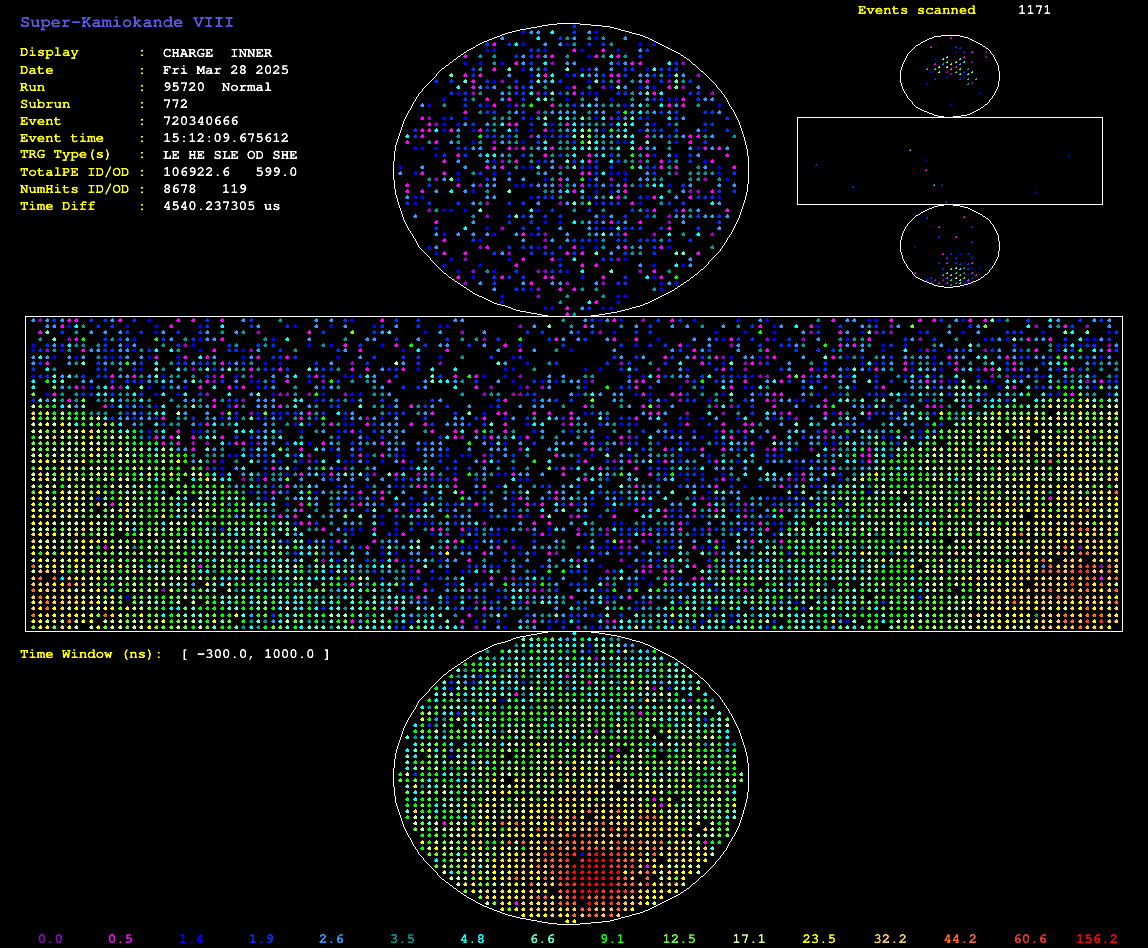 Super-Kamiokande VIII
Events scanned 1171
Display : CHARGE INNER
Date : Fri Mar 28 2025
Run : 95720 Normal
Subrun : 772
Event : 720340666
Event time : 15:12:09.675612
TRG Type(s) : LE HE SLE OD SHE
TotalPE ID/OD : 106922.6 599.0
NumHits ID/OD : 8678 119
Time Diff : 4540.237305 us
Time Window (ns): [ -300.0, 1000.0 ]
0.0 0.5 1.4 1.9 2.6 3.5 4.8 6.6 9.1 12.5 17.1 23.5 32.2 44.2 60.6 156.2